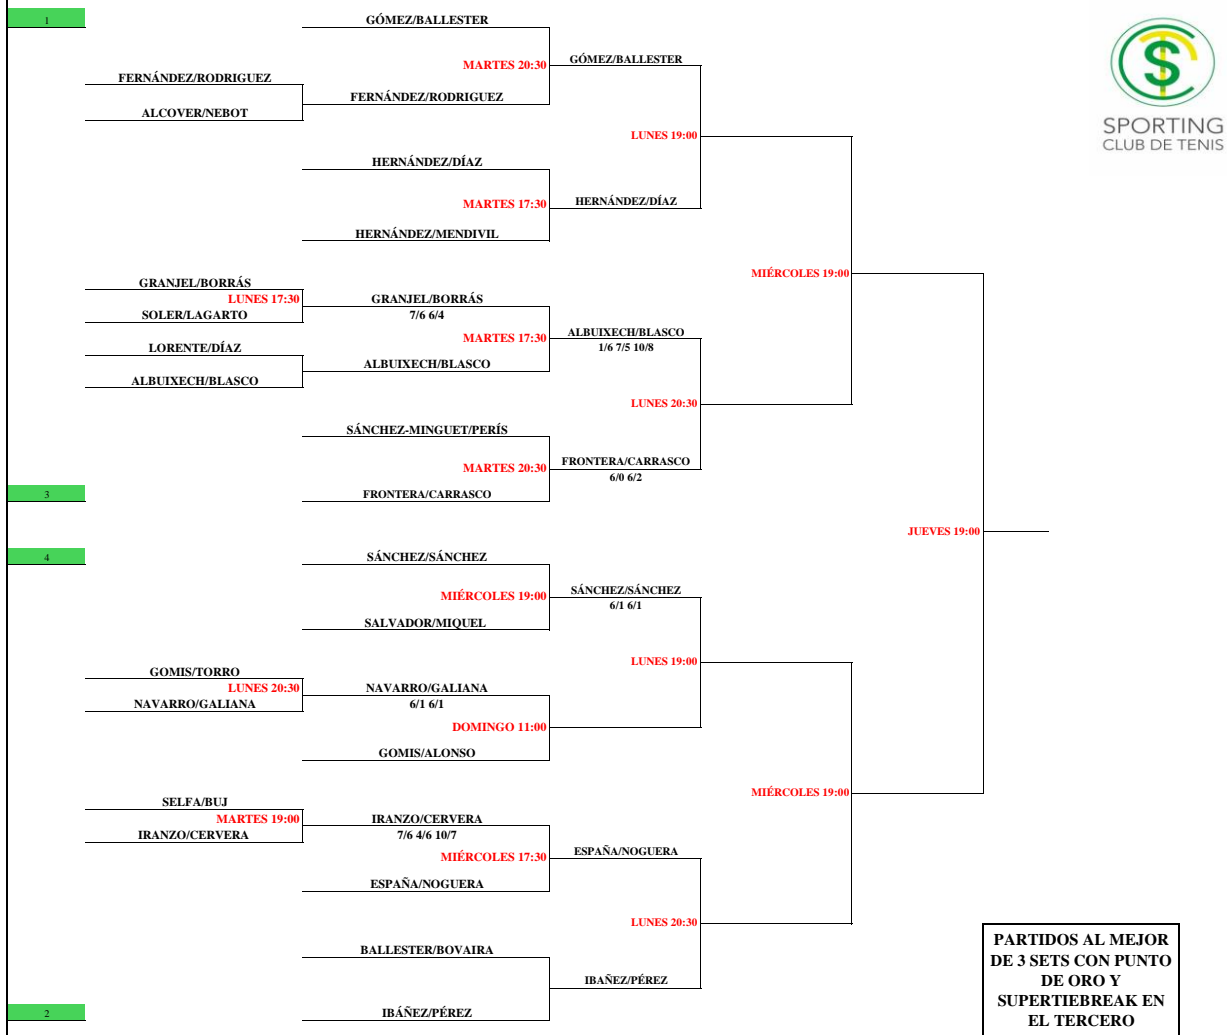 1
GÓMEZ/BALLESTER
MARTES 20:30
GÓMEZ/BALLESTER
FERNÁNDEZ/RODRIGUEZ
FERNÁNDEZ/RODRIGUEZ
ALCOVER/NEBOT
LUNES 19:00
HERNÁNDEZ/DÍAZ
MARTES 17:30
HERNÁNDEZ/DÍAZ
HERNÁNDEZ/MENDIVIL
MIÉRCOLES 19:00
GRANJEL/BORRÁS
LUNES 17:30
GRANJEL/BORRÁS
SOLER/LAGARTO
7/6 6/4
MARTES 17:30
ALBUIXECH/BLASCO
1/6 7/5 10/8
LORENTE/DÍAZ
ALBUIXECH/BLASCO
ALBUIXECH/BLASCO
LUNES 20:30
SÁNCHEZ-MINGUET/PERÍS
MARTES 20:30
FRONTERA/CARRASCO
6/0 6/2
3
FRONTERA/CARRASCO
JUEVES 19:00
4
SÁNCHEZ/SÁNCHEZ
MIÉRCOLES 19:00
SÁNCHEZ/SÁNCHEZ
6/1 6/1
SALVADOR/MIQUEL
LUNES 19:00
GOMIS/TORRO
LUNES 20:30
NAVARRO/GALIANA
NAVARRO/GALIANA
6/1 6/1
DOMINGO 11:00
GOMIS/ALONSO
MIÉRCOLES 19:00
SELFA/BUJ
MARTES 19:00
IRANZO/CERVERA
IRANZO/CERVERA
7/6 4/6 10/7
MIÉRCOLES 17:30
ESPAÑA/NOGUERA
ESPAÑA/NOGUERA
LUNES 20:30
BALLESTER/BOVAIRA
IBAÑEZ/PÉREZ
2
IBÁÑEZ/PÉREZ
SPORTING
CLUB DE TENIS
PARTIDOS AL MEJOR
DE 3 SETS CON PUNTO
DE ORO Y
SUPERTIEBREAK EN
EL TERCERO